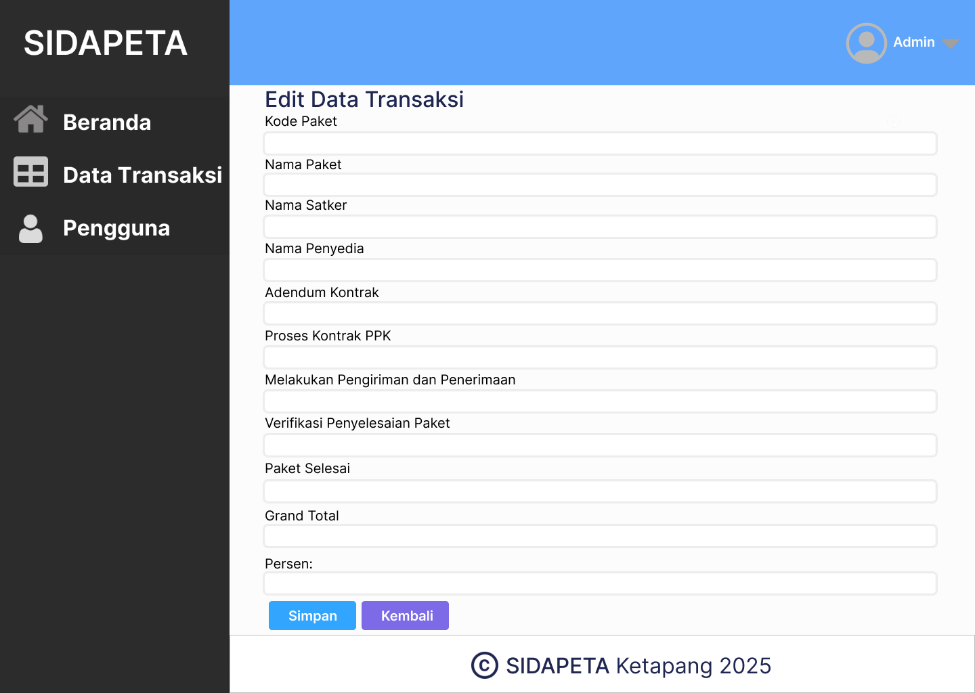 SIDAPETA
Admin
Beranda
Data Transaksi
Pengguna
Edit Data Transaksi
Kode Paket
Nama Paket
Nama Satker
Nama Penyedia
Adendum Kontrak
Proses Kontrak PPK
Melakukan Pengiriman dan Penerimaan
Verifikasi Penyelesaian Paket
Paket Selesai
Grand Total
Persen:
Simpan
Kembali
© SIDAPETA Ketapang 2025